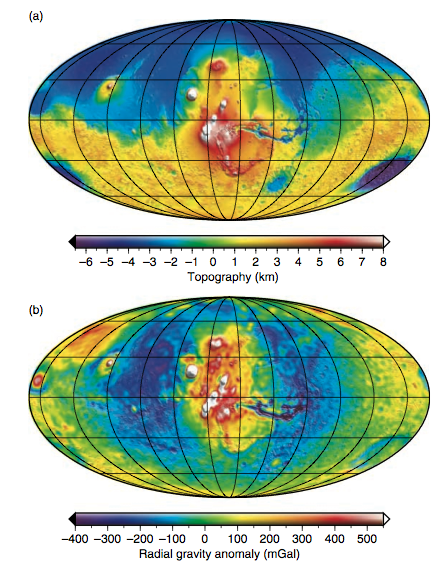 (a)
−6 −5 −4 −3 −2 −1 0 1 2 3 4 5 6 7 8
Topography (km)
(b)
−400 −300 −200 −100 0 100 200 300 400 500
Radial gravity anomaly (mGal)